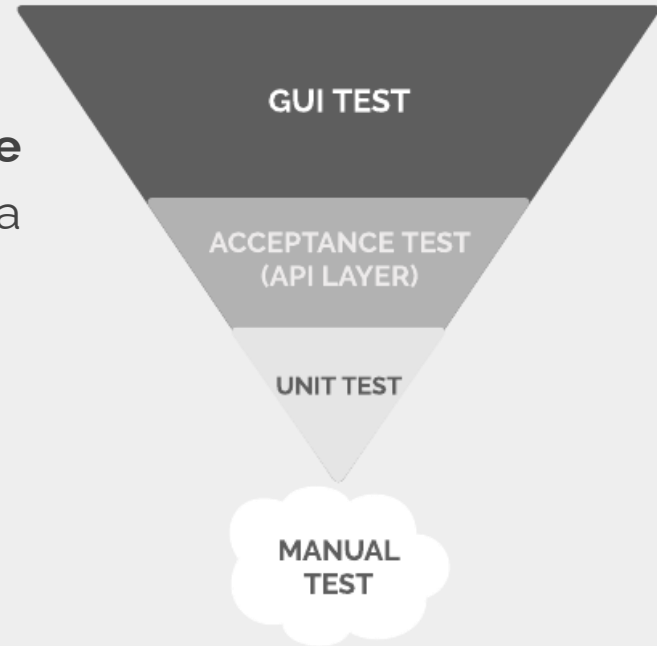 GUI TEST
e
a
ACCEPTANCE TEST
(API LAYER)
UNIT TEST
MANUAL
TEST